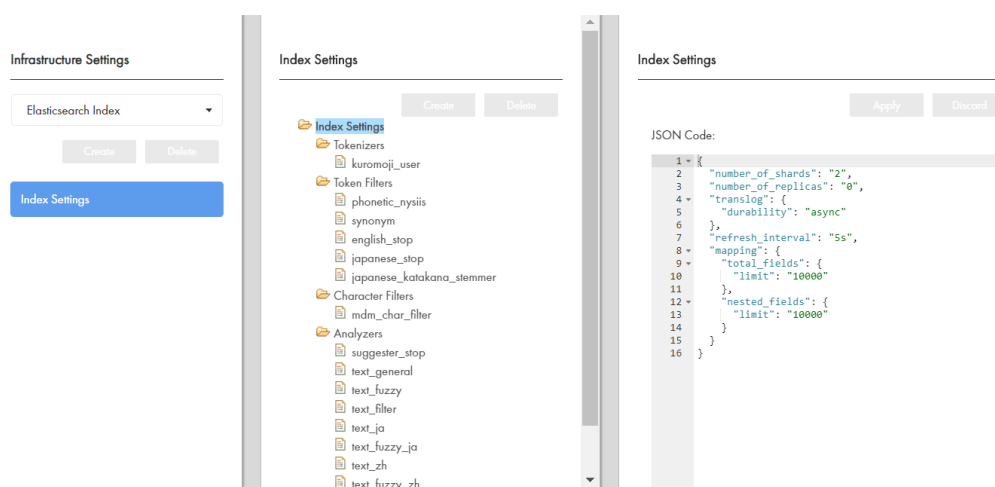 Infrastructure Settings
Elasticsearch Index
Create Delete
Index Settings
Index Settings
Create Delete
Index Settings
Tokenizers
kuromoji_user
Token Filters
phonetic_nysiis
synonym
english_stop
japanese_stop
japanese_katakana_stemmer
Character Filters
mdm_char_filter
Analyzers
suggester_stop
text_general
text_fuzzy
text_filter
text_ja
text_fuzzy_ja
text_zh
text_fuzzy_zh
Index Settings
Apply Discard
JSON Code:
1 {
2 "number_of_shards": "2",
3 "number_of_replicas": "0",
4 "translog": {
5 "durability": "async"
6 },
7 "refresh_interval": "5s",
8 "mapping": {
9 "total_fields": {
10 "limit": "10000"
11 },
12 "nested_fields": {
13 "limit": "10000"
14 }
15 }
16 }